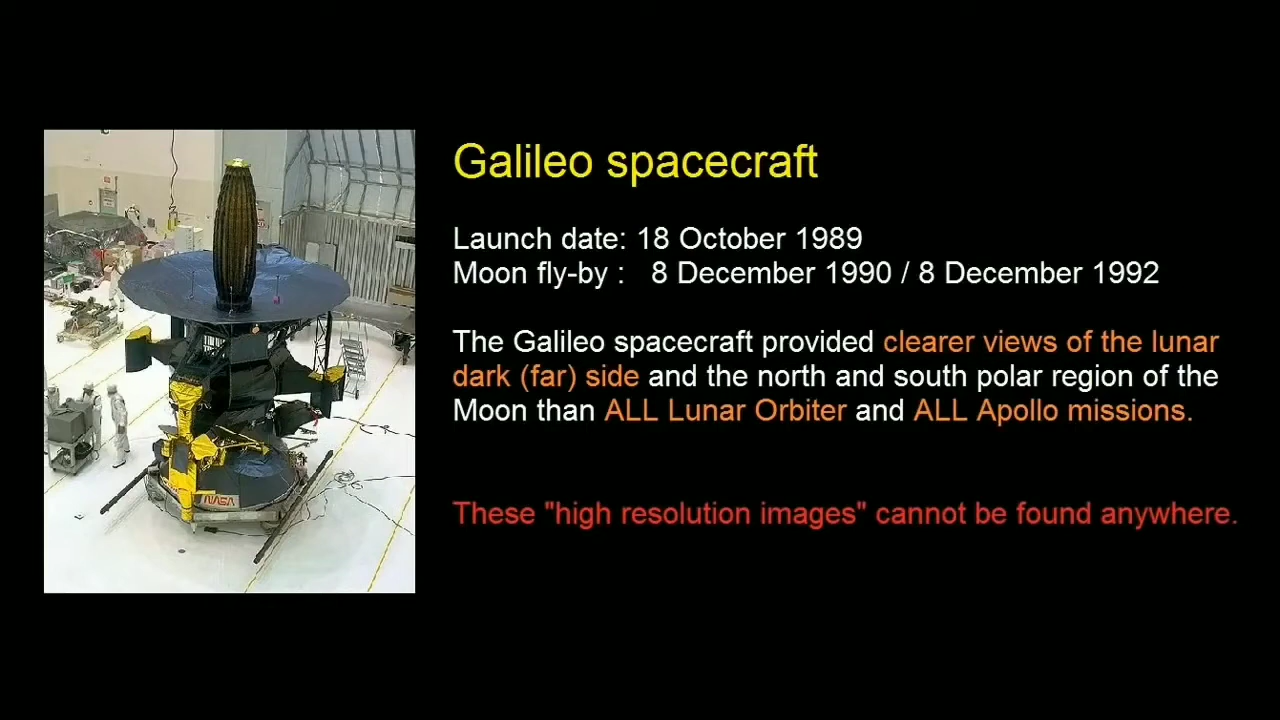 Galileo spacecraft
Launch date: 18 October 1989
Moon fly-by : 8 December 1990 / 8 December 1992
The Galileo spacecraft provided clearer views of the lunar
dark (far) side and the north and south polar region of the
Moon than ALL Lunar Orbiter and ALL Apollo missions.
These "high resolution images" cannot be found anywhere.
NASA